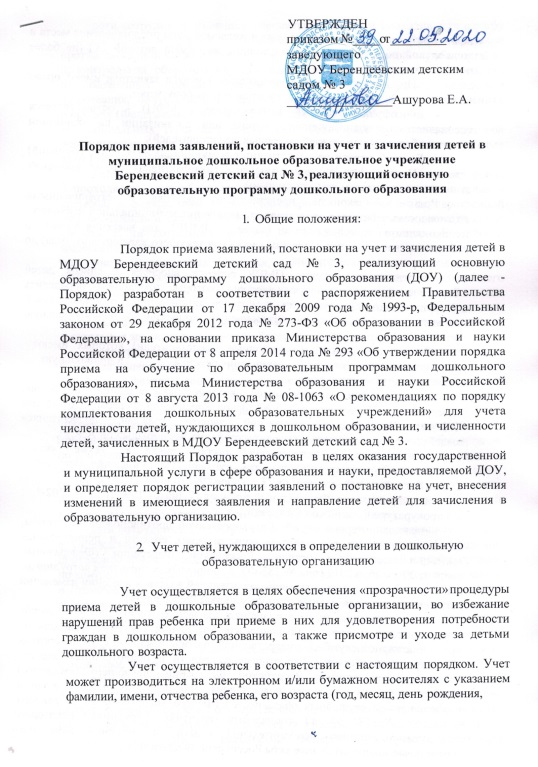 УТВЕРЖДЕН
приказом № 39 от 22.05.2020
заведующего
МДОУ Берендеевским детским
садом № 3
Ашурова Ашурова Е.А.
Порядок приема заявлений, постановки на учет и зачисления детей в
муниципальное дошкольное образовательное учреждение
Берендеевский детский сад № 3, реализующий основную
образовательную программу дошкольного образования
1. Общие положения:
Порядок приема заявлений, постановки на учет и зачисления детей в
МДОУ Берендеевский детский сад № 3, реализующий основную
образовательную программу дошкольного образования (ДОУ) (далее -
Порядок) разработан в соответствии с распоряжением Правительства
Российской Федерации от 17 декабря 2009 года № 1993-р, Федеральным
законом от 29 декабря 2012 года № 273-ФЗ «Об образовании в Российской
Федерации», на основании приказа Министерства образования и науки
Российской Федерации от 8 апреля 2014 года № 293 «Об утверждении порядка
приема на обучение по образовательным программам дошкольного
образования», письма Министерства образования и науки Российской
Федерации от 8 августа 2013 года № 08-1063 «О рекомендациях по порядку
комплектования дошкольных образовательных учреждений» для учета
численности детей, нуждающихся в дошкольном образовании, и численности
детей, зачисленных в МДОУ Берендеевский детский сад № 3.
Настоящий Порядок разработан в целях оказания государственной
и муниципальной услуги в сфере образования и науки, предоставляемой ДОУ,
и определяет порядок регистрации заявлений о постановке на учет, внесения
изменений в имеющиеся заявления и направление детей для зачисления в
образовательную организацию.
2. Учет детей, нуждающихся в определении в дошкольную
образовательную организацию
Учет осуществляется в целях обеспечения «прозрачности» процедуры
приема детей в дошкольные образовательные организации, во избежание
нарушений прав ребенка при приеме в них для удовлетворения потребности
граждан в дошкольном образовании, а также присмотре и уходе за детьми
дошкольного возраста.
Учет осуществляется в соответствии с настоящим порядком. Учет
может производиться на электронном и/или бумажном носителях с указанием
фамилии, имени, отчества ребенка, его возраста (год, месяц, день рождения,